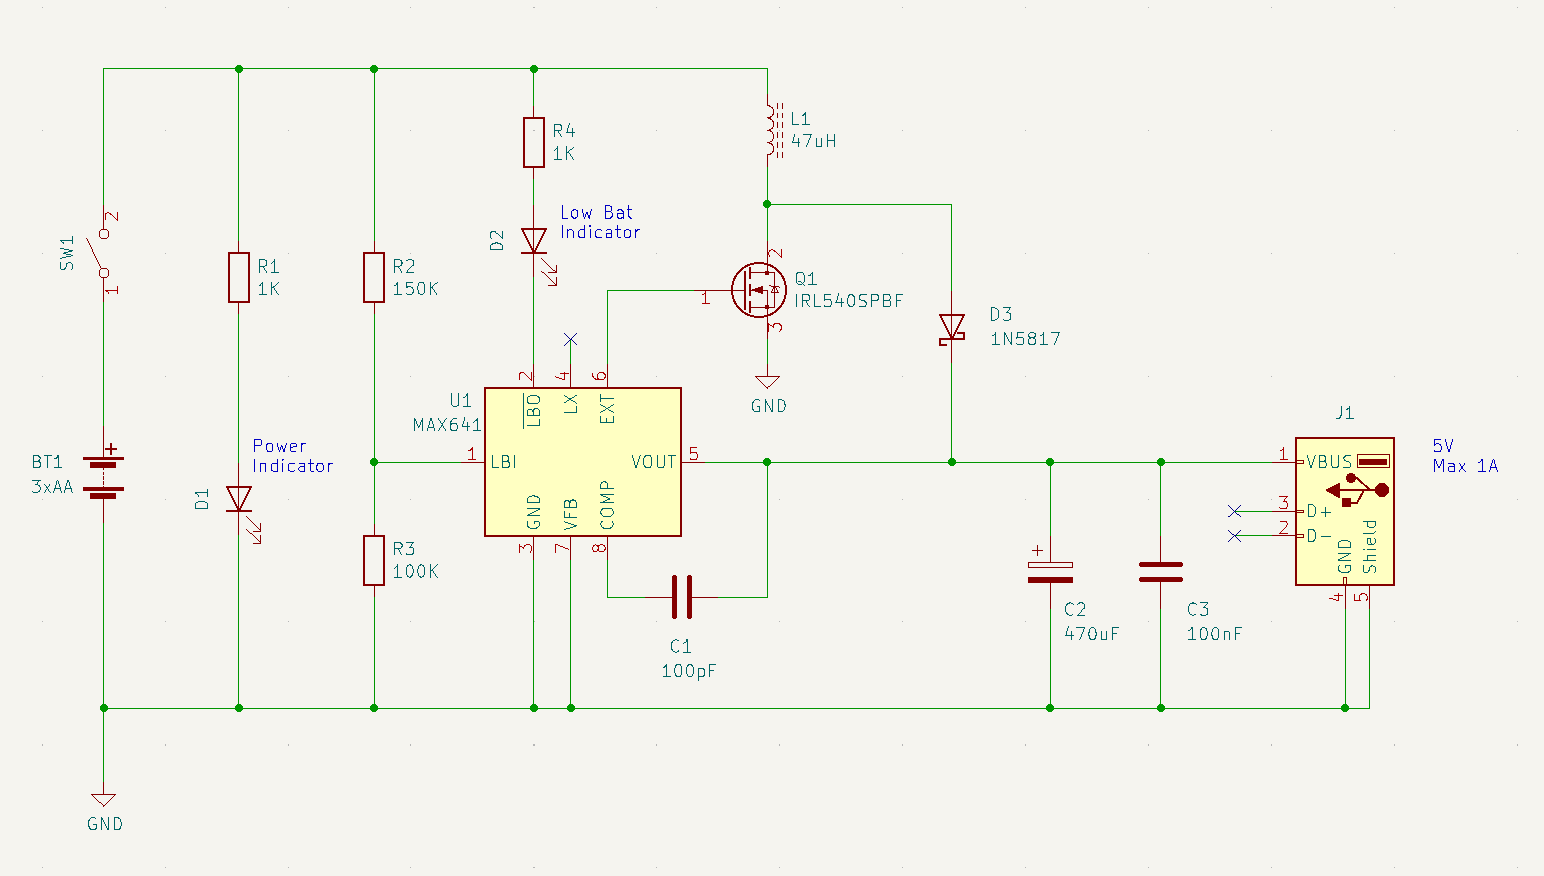 R4
1K
L1
47uH
Low Bat
Indicator
D2
2
SW1
1
R1
1K
R2
150K
2
Q1
IRL540SPBF
1
3
D3
1N5817
GND
2
4
6
LBO
LX
EXT
U1
MAX641
1
LBI
VOUT
5
GND
VFB
COMP
3
7
8
J1
1
VBUS
3
D+
2
D-
GND
Shield
4
5
5V
Max 1A
Power
Indicator
D1
+
BT1
3xAA
R3
100K
C1
100pF
+
C2
470uF
C3
100nF
GND